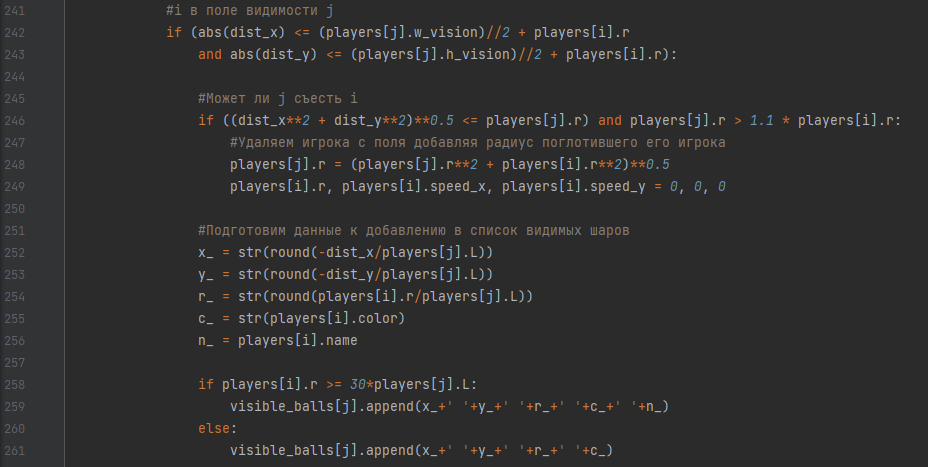 241 #i в поле видимости j
242 if (abs(dist_x) <= (players[j].w_vision)//2 + players[i].r
243 and abs(dist_y) <= (players[j].h_vision)//2 + players[i].r):
244
245 #Может ли j съесть i
246 if ((dist_x**2 + dist_y**2)**0.5 <= players[j].r) and players[j].r > 1.1 * players[i].r:
247 #Удаляем игрока с поля добавляя радиус поглотившего его игрока
248 players[j].r = (players[j].r**2 + players[i].r**2)**0.5
249 players[i].r, players[i].speed_x, players[i].speed_y = 0, 0, 0
250
251 #Подготовим данные к добавлению в список видимых шаров
252 x_ = str(round(-dist_x/players[j].L))
253 y_ = str(round(-dist_y/players[j].L))
254 r_ = str(round(players[i].r/players[j].L))
255 c_ = str(players[i].color)
256 n_ = players[i].name
257
258 if players[i].r >= 30*players[j].L:
259 visible_balls[j].append(x_+' '+y_+' '+r_+' '+c_+' '+n_)
260 else:
261 visible_balls[j].append(x_+' '+y_+' '+r_+' '+c_)